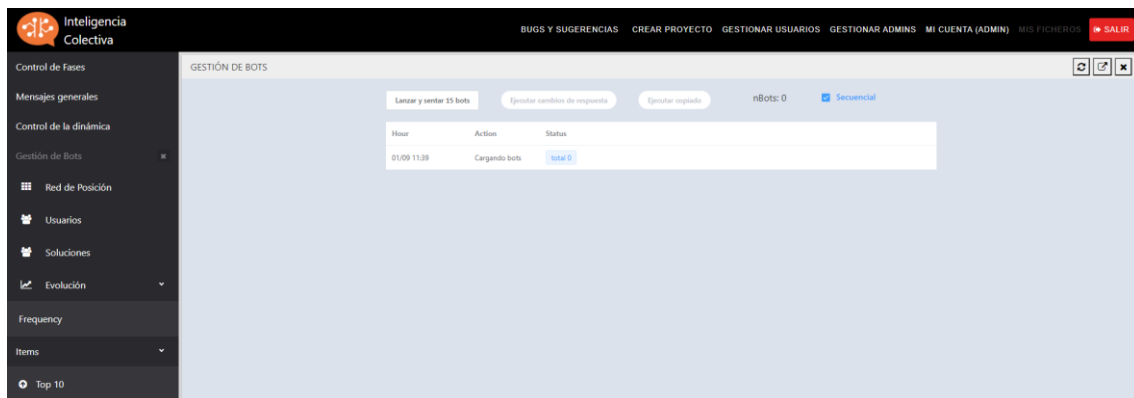 Inteligencia
Colectiva
BUGS Y SUGERENCIAS CREAR PROYECTO GESTIONAR USUARIOS GESTIONAR ADMINS MI CUENTA (ADMIN) MIS FICHEROS SALIR
Control de Fases
GESTIÓN DE BOTS
Mensajes generales
Lanzar y sentar 15 bots Ejecutar cambios de respuesta Ejecutar copiado nBots: 0 Secuencial
Control de la dinámica
Hour Action Status
Gestión de Bots
01/09 11:39 Cargando bots total 0
Red de Posición
Usuarios
Soluciones
Evolución
Frequency
Items
Top 10